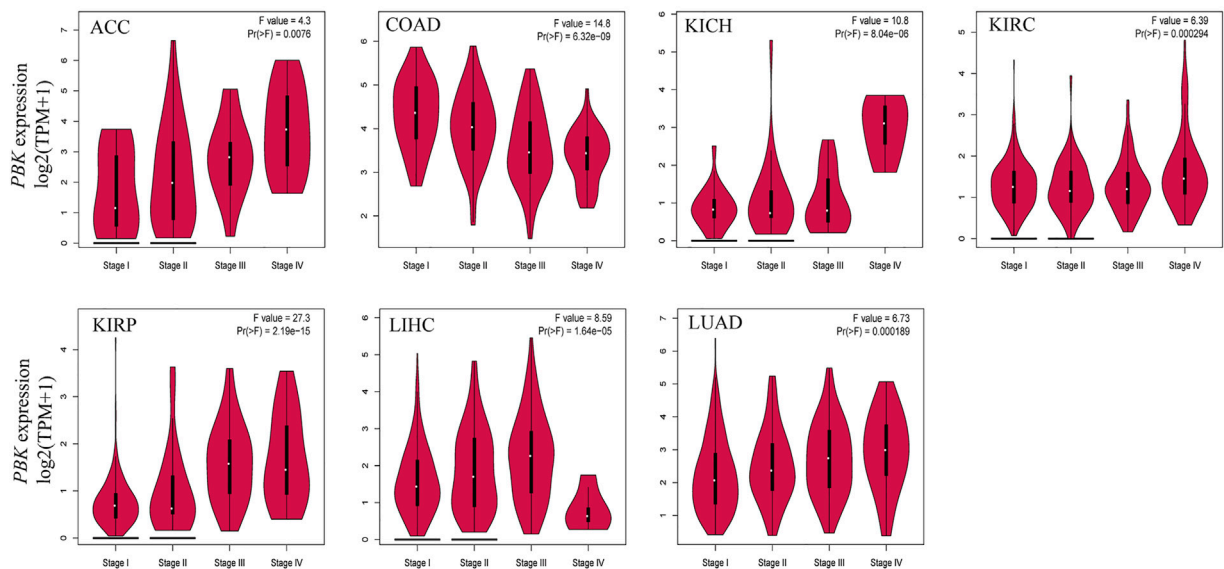 PBK expression
log2(TPM+1)
ACC
F value = 4.3
Pr(>F) = 0.0076
7
6
5
4
3
2
1
0
Stage I Stage II Stage III Stage IV
COAD
F value = 14.8
Pr(>F) = 6.32e−09
6
5
4
3
2
Stage I Stage II Stage III Stage IV
KICH
F value = 10.8
Pr(>F) = 8.04e−06
5
4
3
2
1
0
Stage I Stage II Stage III Stage IV
KIRC
F value = 6.39
Pr(>F) = 0.000294
5
4
3
2
1
0
Stage I Stage II Stage III Stage IV
PBK expression
log2(TPM+1)
KIRP
F value = 27.3
Pr(>F) = 2.19e−15
4
3
2
1
0
Stage I Stage II Stage III Stage IV
LIHC
F value = 8.59
Pr(>F) = 1.64e−05
6
5
4
3
2
1
0
Stage I Stage II Stage III Stage IV
LUAD
F value = 6.73
Pr(>F) = 0.000189
7
6
5
4
3
2
1
Stage I Stage II Stage III Stage IV